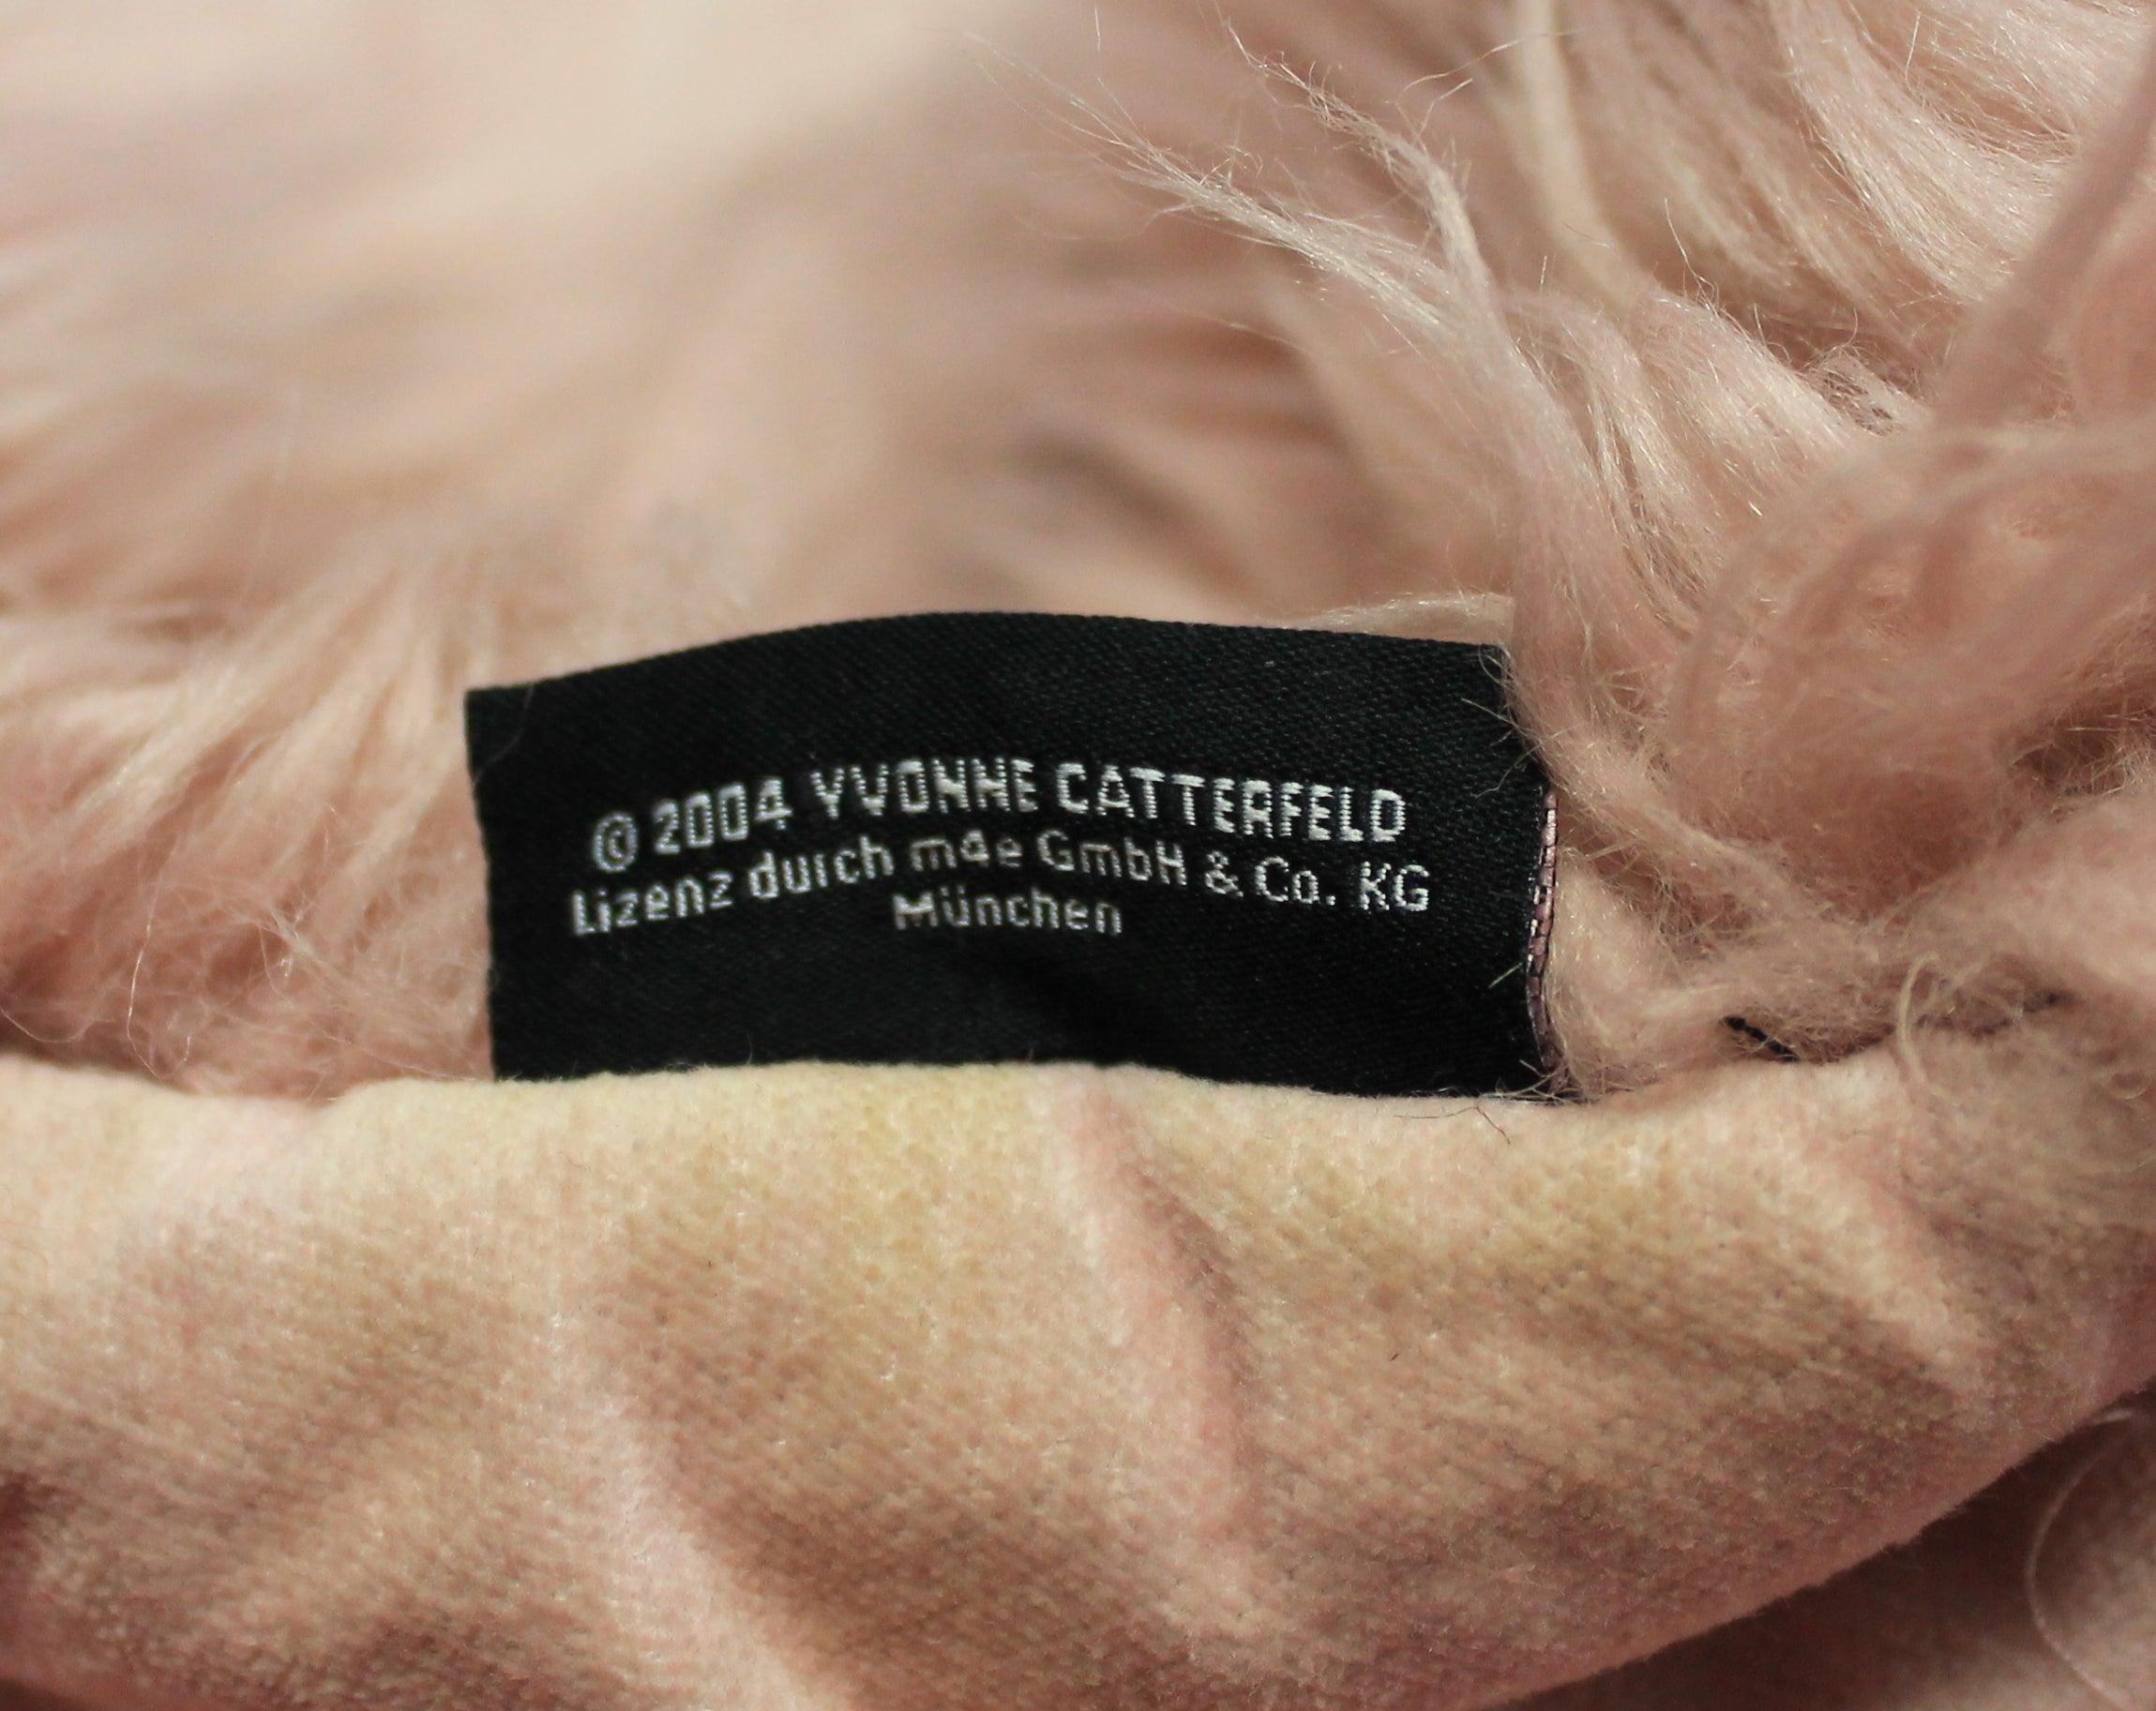 © 2004 YVONNE CATTERFELD
Lizenz durch m4e GmbH & Co. KG
München